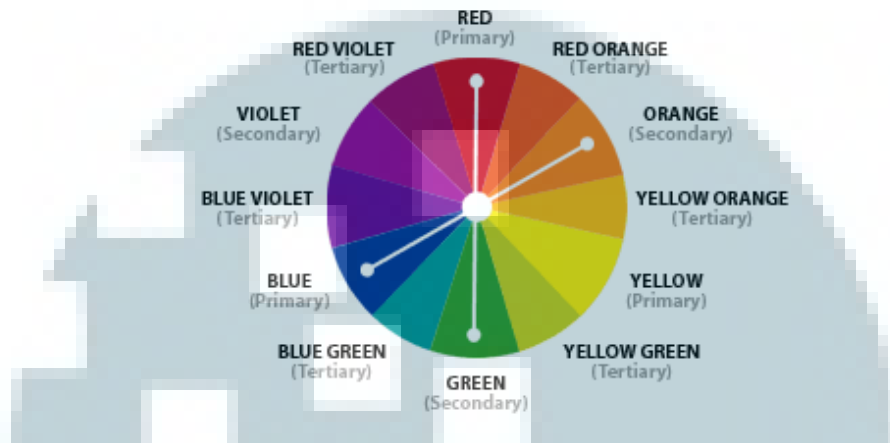 RED
(Primary)
RED VIOLET
(Tertiary)
RED ORANGE
(Tertiary)
VIOLET
(Secondary)
ORANGE
(Secondary)
BLUE VIOLET
(Tertiary)
YELLOW ORANGE
(Tertiary)
BLUE
(Primary)
YELLOW
(Primary)
BLUE GREEN
(Tertiary)
YELLOW GREEN
(Tertiary)
GREEN
(Secondary)